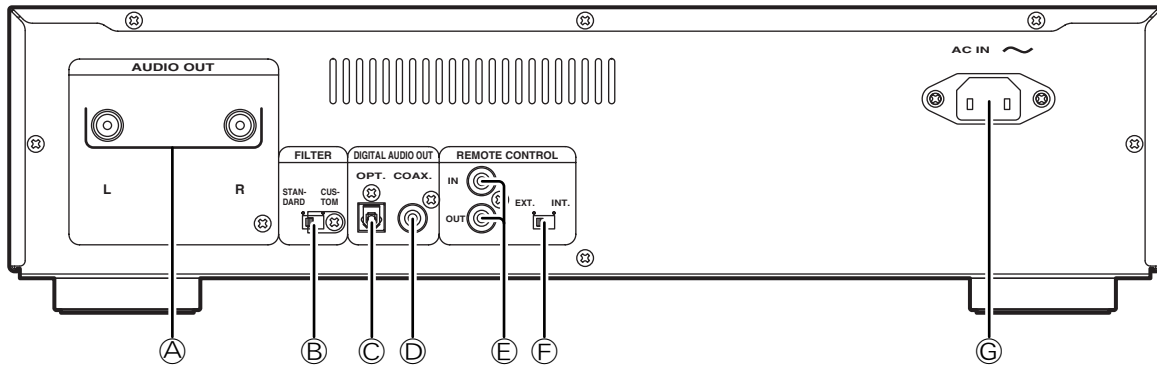 AC IN
AUDIO OUT
L R
FILTER
STAN-
DARD
CUS-
TOM
DIGITAL AUDIO OUT
OPT. COAX.
REMOTE CONTROL
IN
OUT
EXT. INT.
Ⓐ Ⓑ Ⓒ Ⓓ Ⓔ Ⓕ Ⓖ